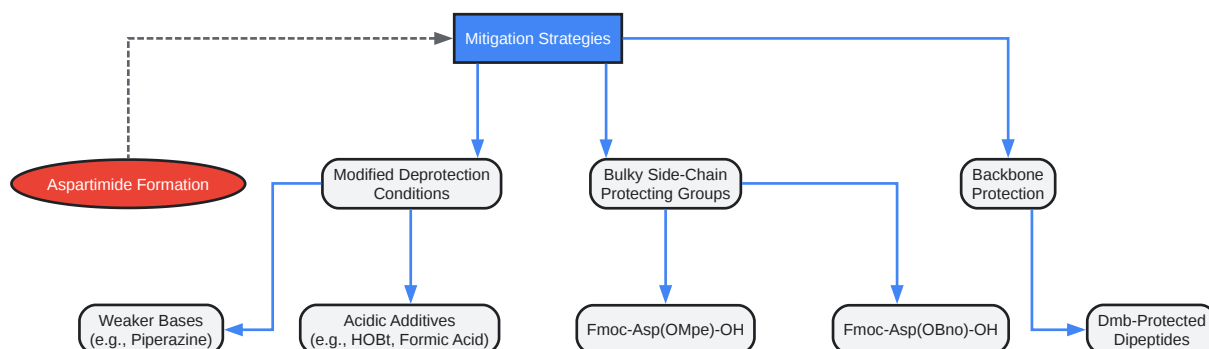 Mitigation Strategies
Aspartimide Formation
Modified Deprotection
Conditions
Bulky Side-Chain
Protecting Groups
Backbone
Protection
Weaker Bases
(e.g., Piperazine)
Acidic Additives
(e.g., HOBt, Formic Acid)
Fmoc-Asp(OMpe)-OH
Fmoc-Asp(OBno)-OH
Dmb-Protected
Dipeptides